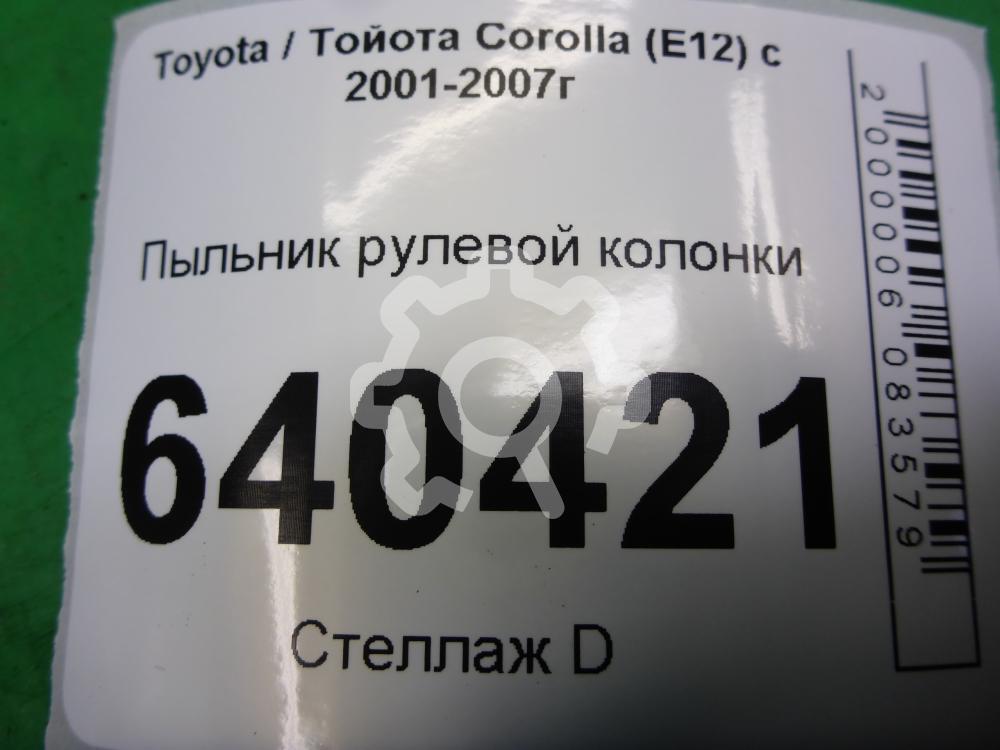 Toyota / Тойота Corolla (E12) с
2001-2007г
Пыльник рулевой колонки
640421
Стеллаж D
2000006083579